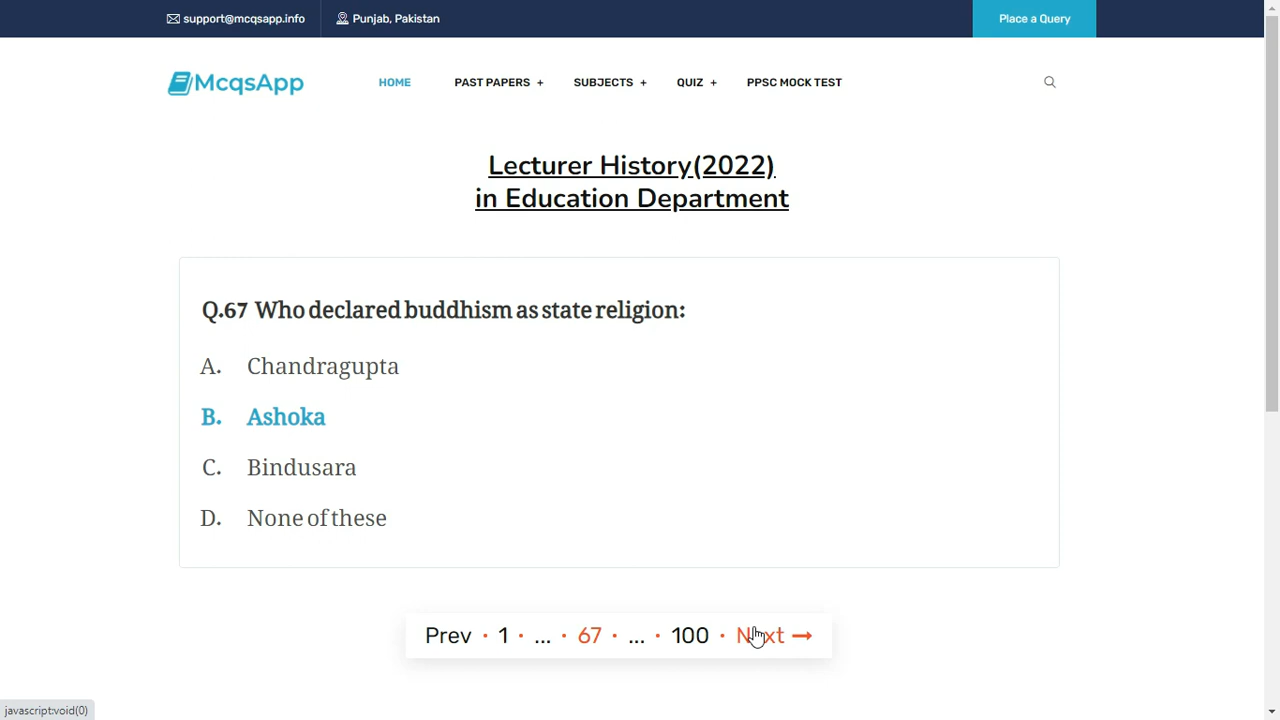 support@mcqsapp.info
Punjab, Pakistan
Place a Query
McqsApp
HOME
PAST PAPERS +
SUBJECTS +
QUIZ +
PPSC MOCK TEST
Lecturer History(2022)
in Education Department
Q.67 Who declared buddhism as state religion:
A. Chandragupta
B. Ashoka
C. Bindusara
D. None of these
Prev · 1 · ... · 67 · ... · 100 · Next →
javascript:void(0)